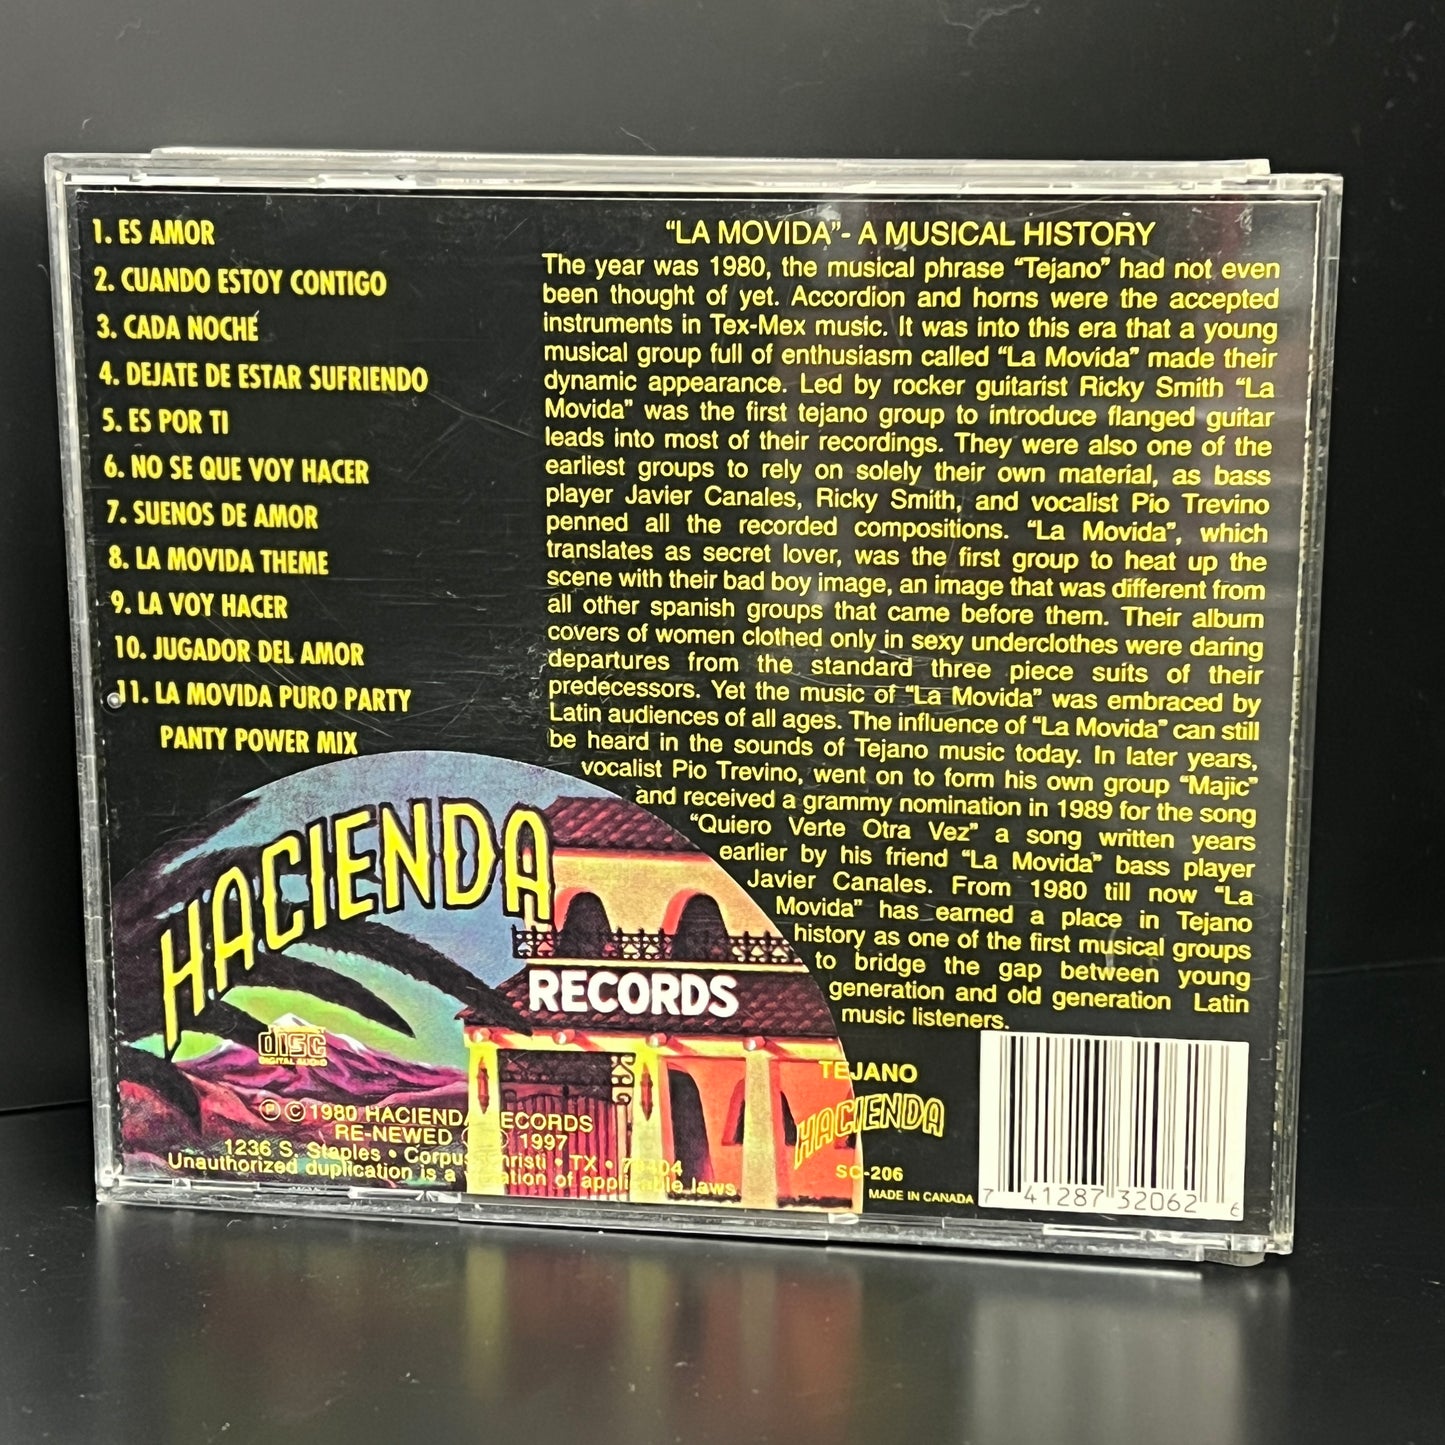 1. ES AMOR
2. CUANDO ESTOY CONTIGO
3. CADA NOCHE
4. DEJATE DE ESTAR SUFRIENDO
5. ES POR TI
6. NO SE QUE VOY HACER
7. SUENOS DE AMOR
8. LA MOVIDA THEME
9. LA VOY HACER
10. JUGADOR DEL AMOR
11. LA MOVIDA PURO PARTY
PANTY POWER MIX
"LA MOVIDA"- A MUSICAL HISTORY
The year was 1980, the musical phrase "Tejano" had not even
been thought of yet. Accordion and horns were the accepted
instruments in Tex-Mex music. It was into this era that a young
musical group full of enthusiasm called "La Movida" made their
dynamic appearance. Led by rocker guitarist Ricky Smith "La
Movida" was the first tejano group to introduce flanged guitar
leads into most of their recordings. They were also one of the
earliest groups to rely on solely their own material, as bass
player Javier Canales, Ricky Smith, and vocalist Pio Trevino
penned all the recorded compositions. "La Movida", which
translates as secret lover, was the first group to heat up the
scene with their bad boy image, an image that was different from
all other spanish groups that came before them. Their album
covers of women clothed only in sexy underclothes were daring
departures from the standard three piece suits of their
predecessors. Yet the music of "La Movida" was embraced by
Latin audiences of all ages. The influence of "La Movida" can still
be heard in the sounds of Tejano music today. In later years,
vocalist Pio Trevino, went on to form his own group "Majic"
and received a grammy nomination in 1989 for the song
"Quiero Verte Otra Vez" a song written years
earlier by his friend "La Movida" bass player
Javier Canales. From 1980 till now "La
Movida" has earned a place in Tejano
history as one of the first musical groups
to bridge the gap between young
generation and old generation Latin
music listeners.
HACIENDA
RECORDS
disc
DIGITAL AUDIO
Ⓟ © 1980 HACIENDA RECORDS
RE-NEWED 1997
1236 S. Staples • Corpus Christi • TX • 78404
Unauthorized duplication is a violation of applicable laws
TEJANO
HACIENDA
SC-206
MADE IN CANADA
7 41287 32062 6